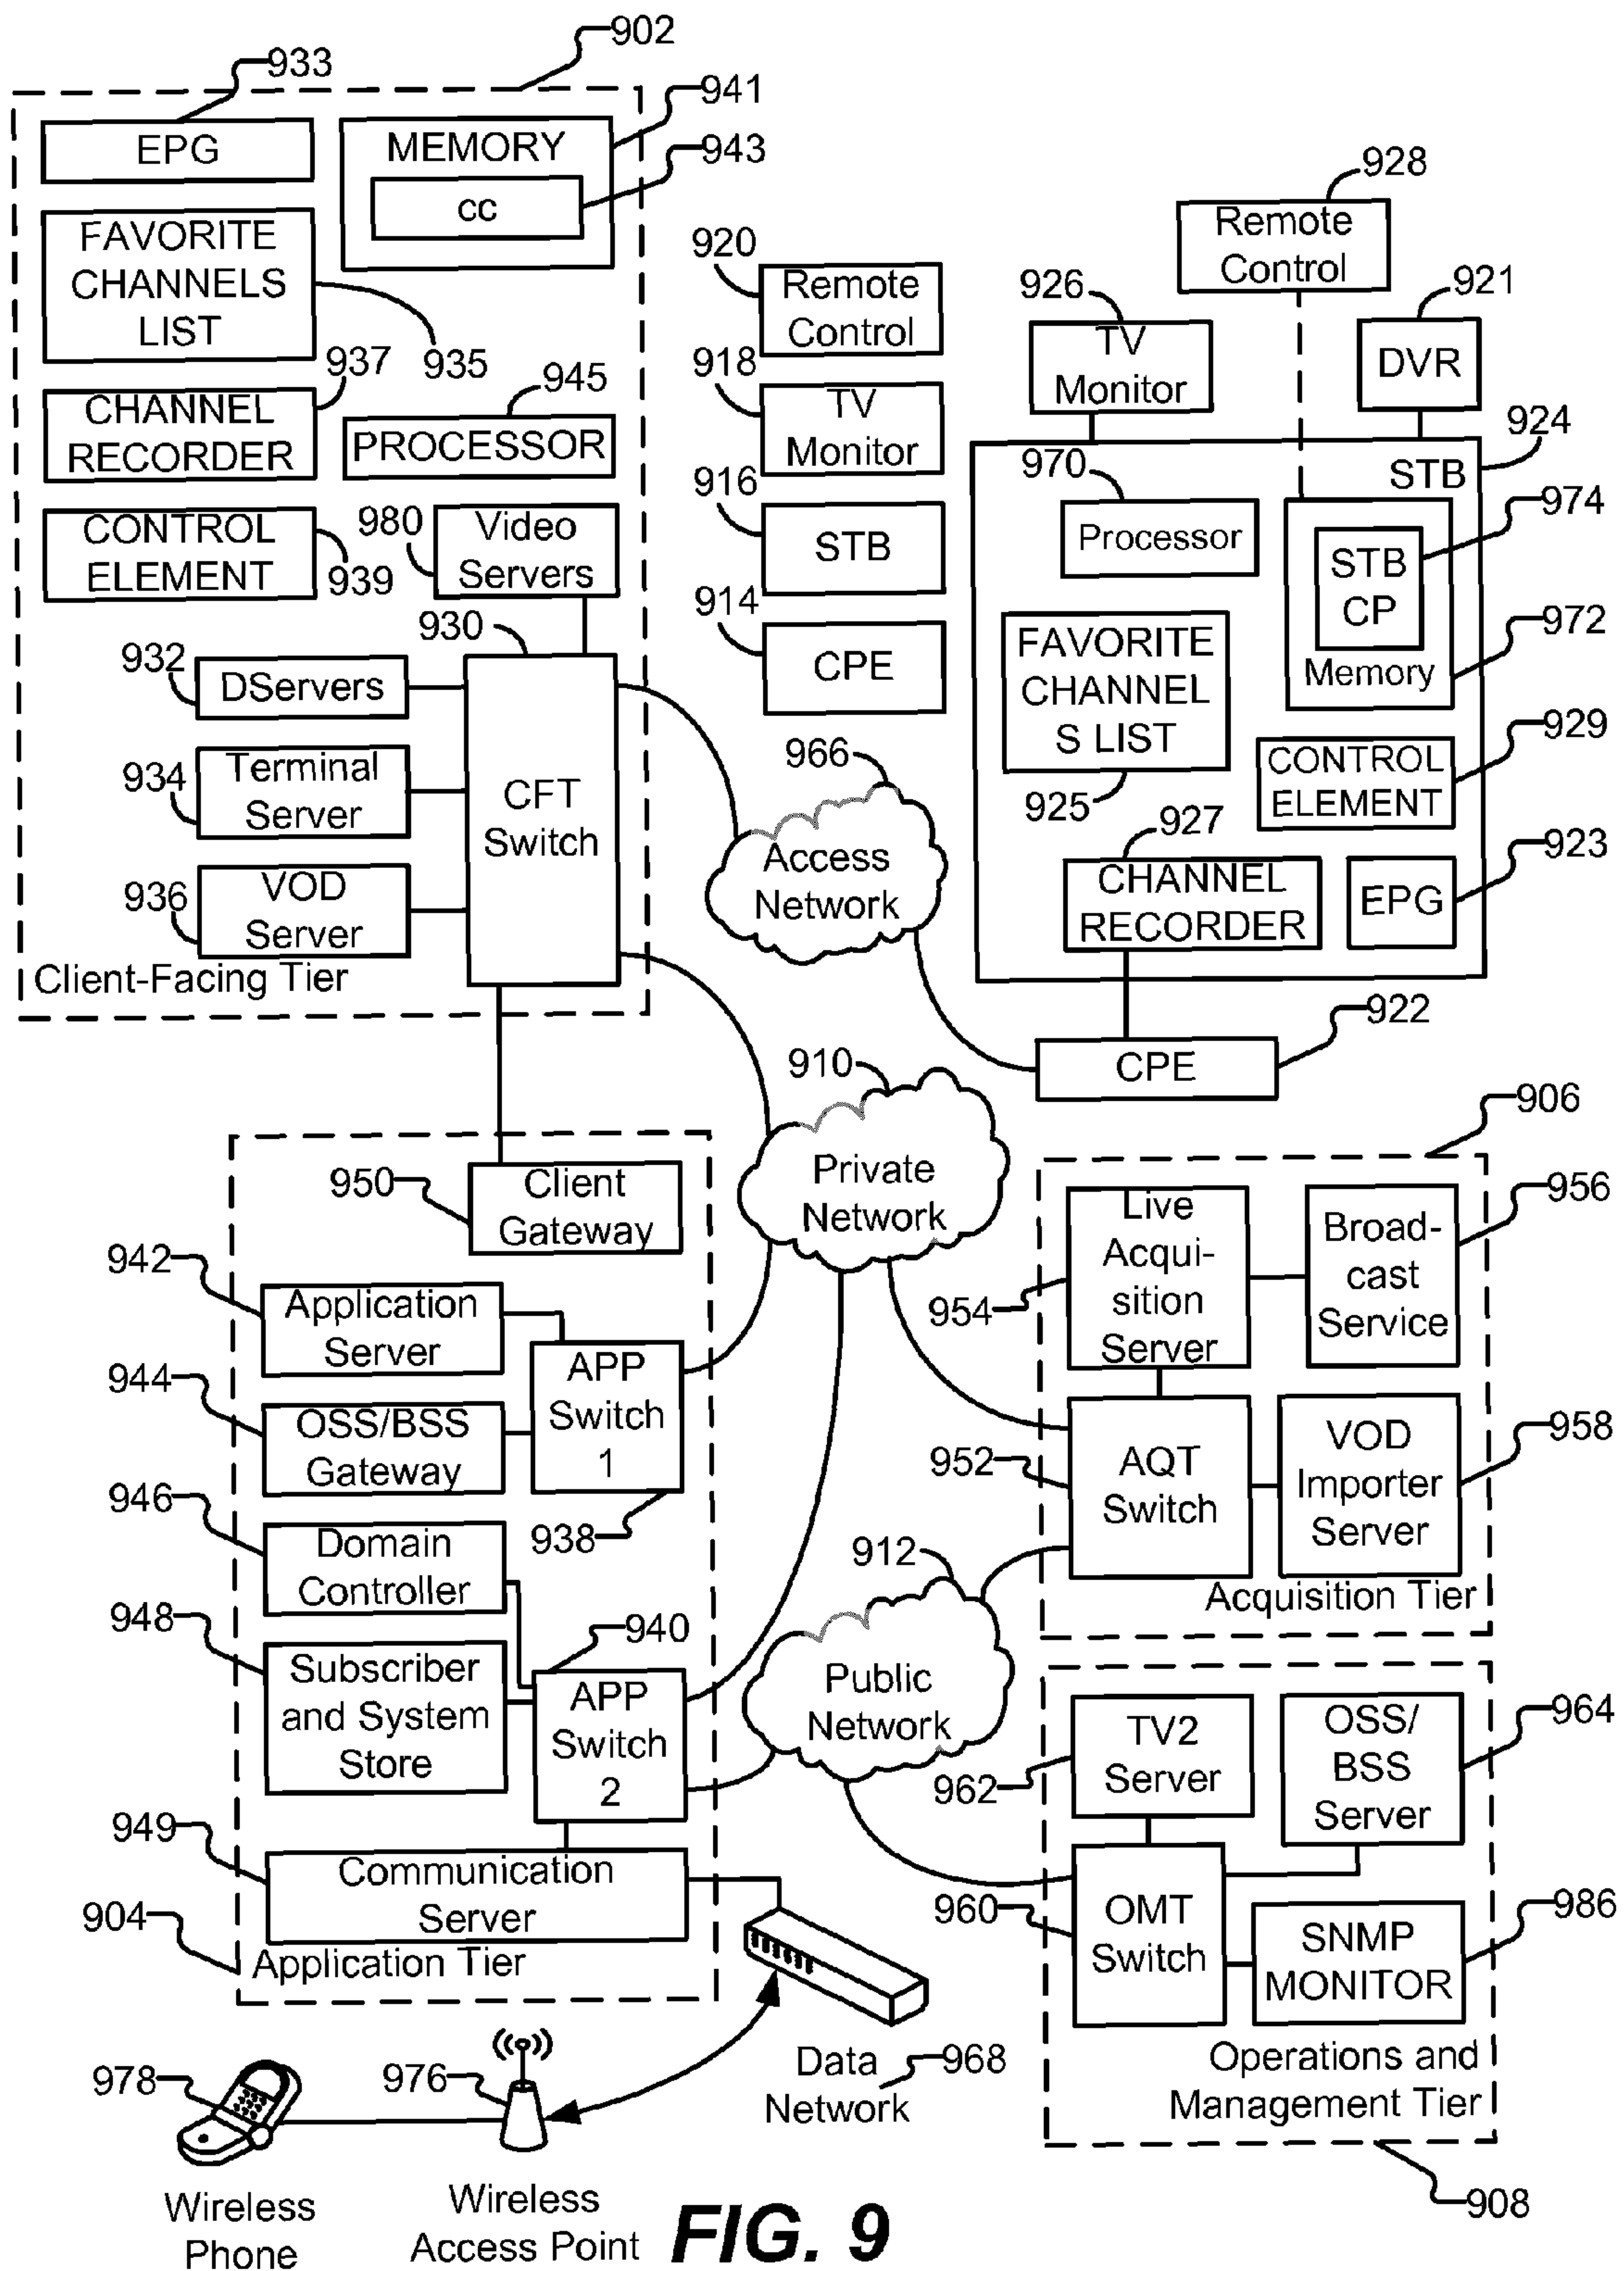 902
933
EPG
MEMORY
941
cc
943
FAVORITE
CHANNELS
LIST
935
CHANNEL
RECORDER
937
945
PROCESSOR
CONTROL
ELEMENT
939
980
Video
Servers
930
932
DServers
934
Terminal
Server
936
VOD
Server
CFT
Switch
Client-Facing Tier
920
Remote
Control
918
TV
Monitor
916
STB
914
CPE
928
Remote
Control
926
TV
Monitor
921
DVR
924
STB
970
Processor
974
STB
CP
972
Memory
FAVORITE
CHANNEL
S LIST
925
929
CONTROL
ELEMENT
927
CHANNEL
RECORDER
923
EPG
966
Access
Network
922
CPE
910
Private
Network
950
Client
Gateway
942
Application
Server
944
OSS/BSS
Gateway
APP
Switch
1
938
946
Domain
Controller
948
Subscriber
and System
Store
940
APP
Switch
2
949
Communication
Server
904
Application Tier
906
954
Live
Acqui-
sition
Server
956
Broad-
cast
Service
952
AQT
Switch
958
VOD
Importer
Server
Acquisition Tier
912
Public
Network
962
TV2
Server
964
OSS/
BSS
Server
960
OMT
Switch
986
SNMP
MONITOR
Operations and
Management Tier
908
978
976
Data
Network
968
Wireless
Phone
Wireless
Access Point
FIG. 9